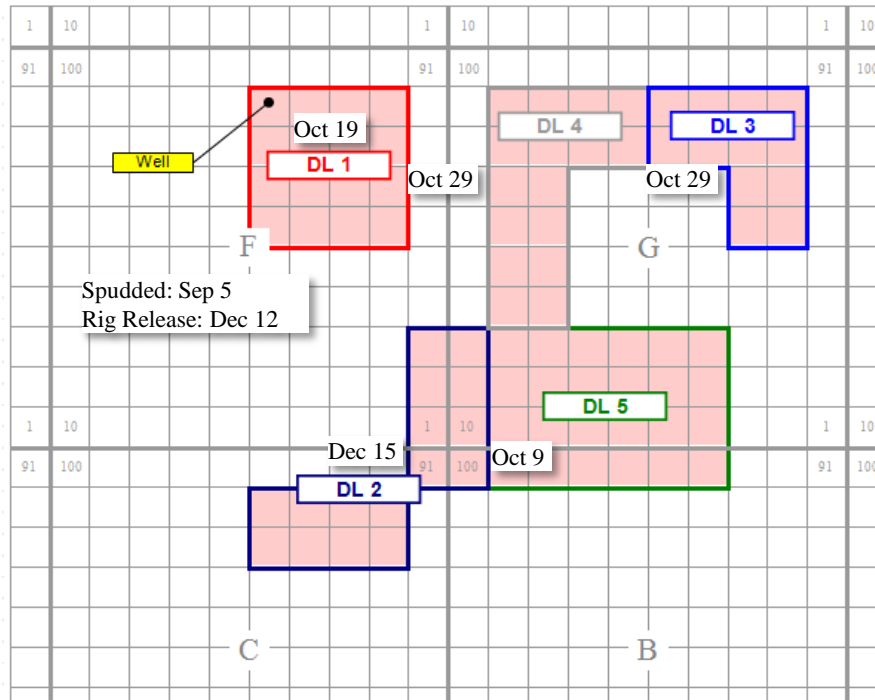 1 10 1 10 1 10
91 100 91 100 91 100
Oct 19
DL 4
DL 3
Well
DL 1
Oct 29
Oct 29
F
G
Spudded: Sep 5
Rig Release: Dec 12
DL 5
1 10 1 10 1 10
Dec 15
Oct 9
91 100 91 100 91 100
DL 2
C
B